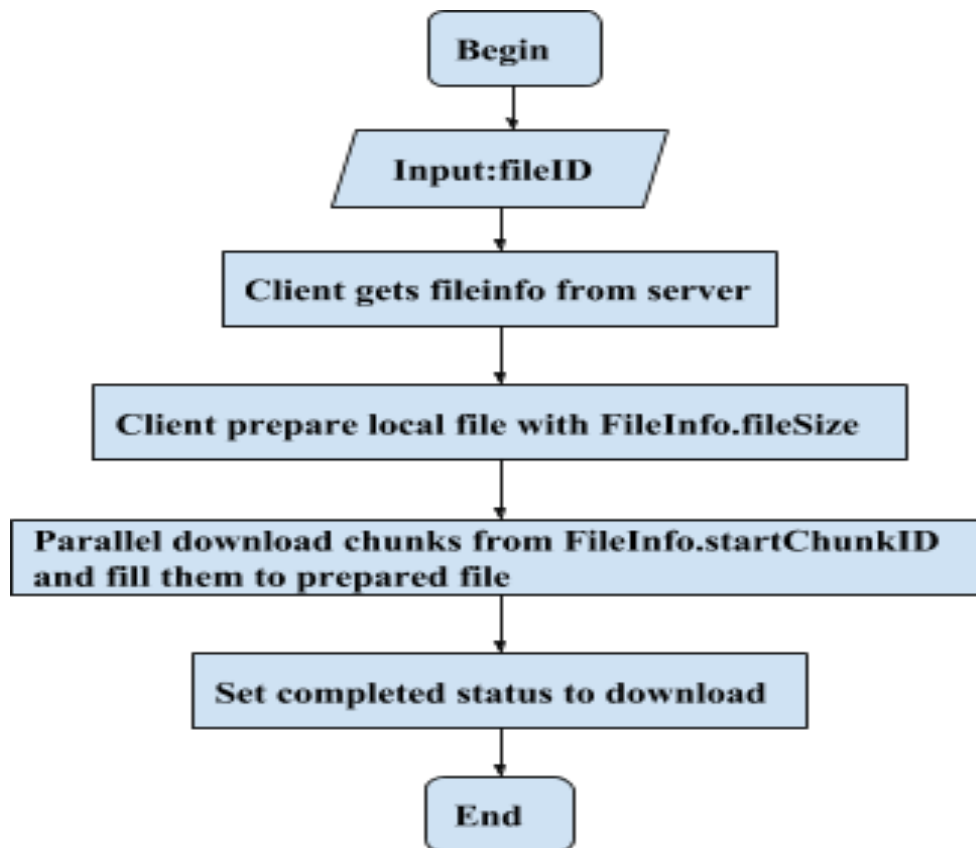 Begin
Input:fileID
Client gets fileinfo from server
Client prepare local file with FileInfo.fileSize
Parallel download chunks from FileInfo.startChunkID
and fill them to prepared file
Set completed status to download
End